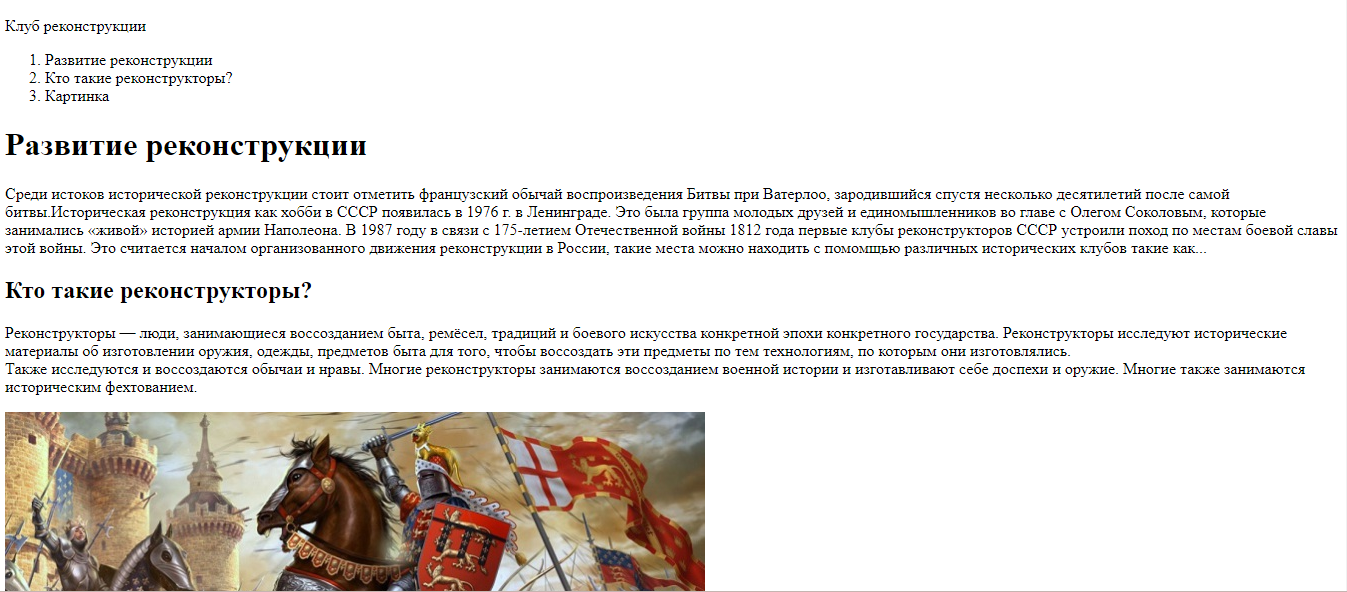 Клуб реконструкции
1. Развитие реконструкции
2. Кто такие реконструкторы?
3. Картинка
Развитие реконструкции
Среди истоков исторической реконструкции стоит отметить французский обычай воспроизведения Битвы при Ватерлоо, зародившийся спустя несколько десятилетий после самой
битвы.Историческая реконструкция как хобби в СССР появилась в 1976 г. в Ленинграде. Это была группа молодых друзей и единомышленников во главе с Олегом Соколовым, которые
занимались «живой» историей армии Наполеона. В 1987 году в связи с 175-летием Отечественной войны 1812 года первые клубы реконструкторов СССР устроили поход по местам боевой славы
этой войны. Это считается началом организованного движения реконструкции в России, такие места можно находить с помомщью различных исторических клубов такие как...
Кто такие реконструкторы?
Реконструкторы — люди, занимающиеся воссозданием быта, ремёсел, традиций и боевого искусства конкретной эпохи конкретного государства. Реконструкторы исследуют исторические
материалы об изготовлении оружия, одежды, предметов быта для того, чтобы воссоздать эти предметы по тем технологиям, по которым они изготовлялись.
Также исследуются и воссоздаются обычаи и нравы. Многие реконструкторы занимаются воссозданием военной истории и изготавливают себе доспехи и оружие. Многие также занимаются
историческим фехтованием.